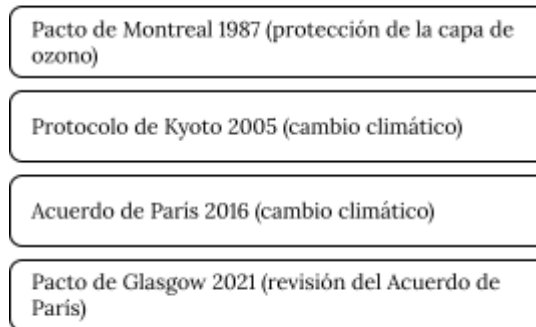 Pacto de Montreal 1987 (protección de la capa de
ozono)
Protocolo de Kyoto 2005 (cambio climático)
Acuerdo de París 2016 (cambio climático)
Pacto de Glasgow 2021 (revisión del Acuerdo de
París)